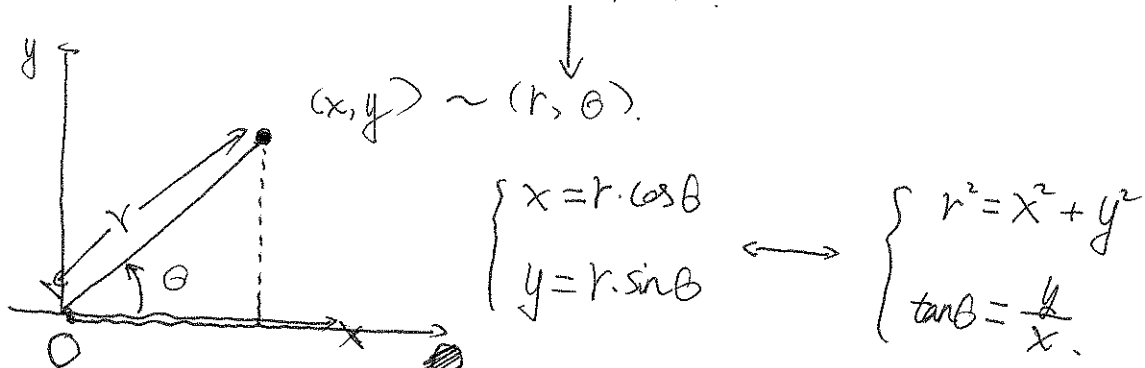 y
(x, y) ~ (r, θ).
r
θ
x
O
{ x = r·cosθ
y = r·sinθ
↔
{ r² = x² + y²
tanθ = y/x.